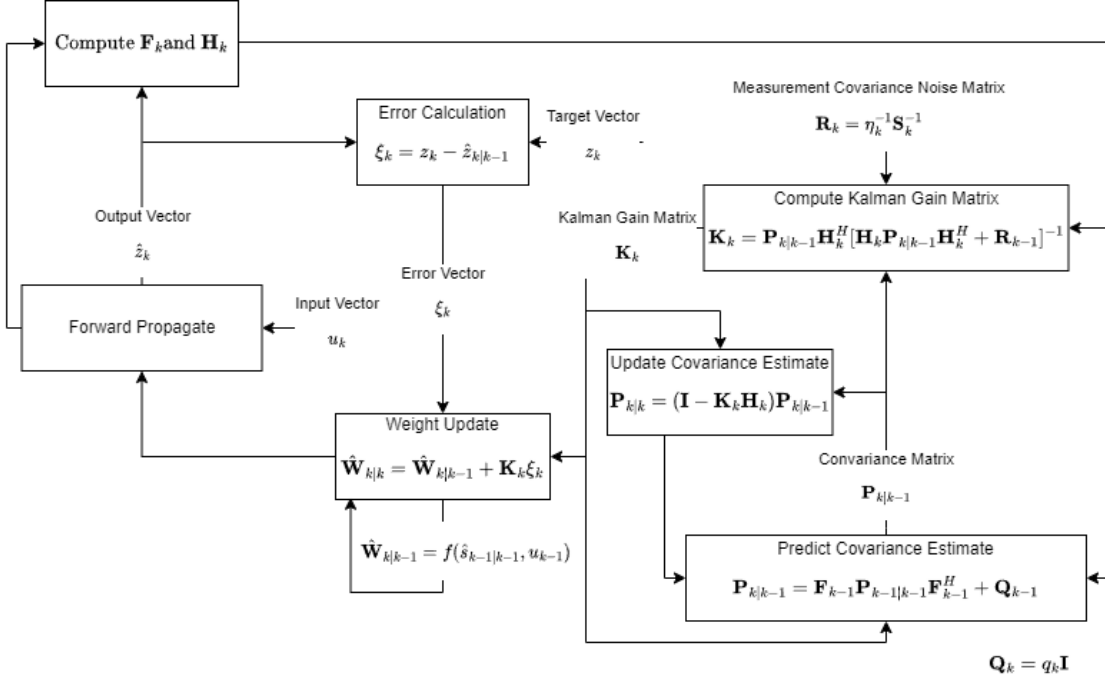 Compute F_k and H_k
Measurement Covariance Noise Matrix
R_k = η_k^{-1} S_k^{-1}
Error Calculation
ξ_k = z_k − ẑ_{k|k−1}
Target Vector
z_k
Compute Kalman Gain Matrix
K_k = P_{k|k−1} H_k^H [H_k P_{k|k−1} H_k^H + R_{k−1}]^{−1}
Kalman Gain Matrix
K_k
Output Vector
ẑ_k
Error Vector
ξ_k
Input Vector
u_k
Forward Propagate
Update Covariance Estimate
P_{k|k} = (I − K_k H_k) P_{k|k−1}
Weight Update
Ŵ_{k|k} = Ŵ_{k|k−1} + K_k ξ_k
Convariance Matrix
P_{k|k−1}
Ŵ_{k|k−1} = f(ŝ_{k−1|k−1}, u_{k−1})
Predict Covariance Estimate
P_{k|k−1} = F_{k−1} P_{k−1|k−1} F_{k−1}^H + Q_{k−1}
Q_k = q_k I